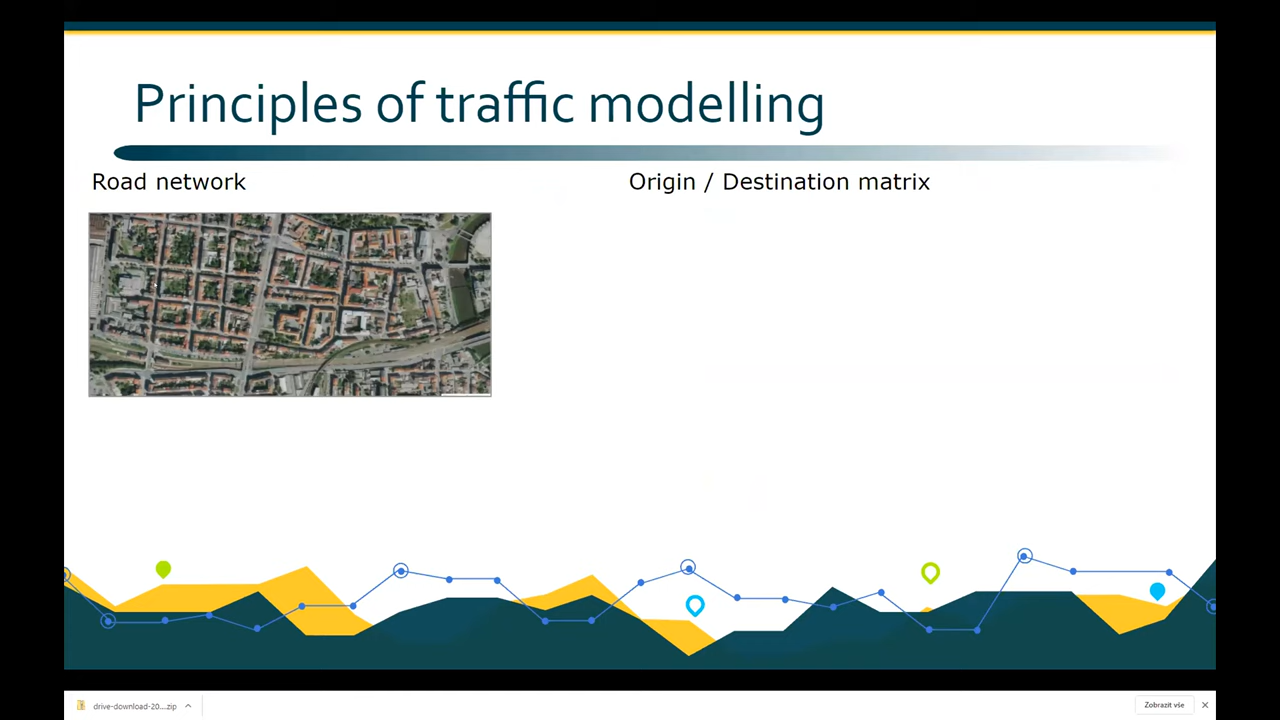 Principles of traffic modelling
Road network
Origin / Destination matrix
drive-download-20....zip
Zobrazit vše